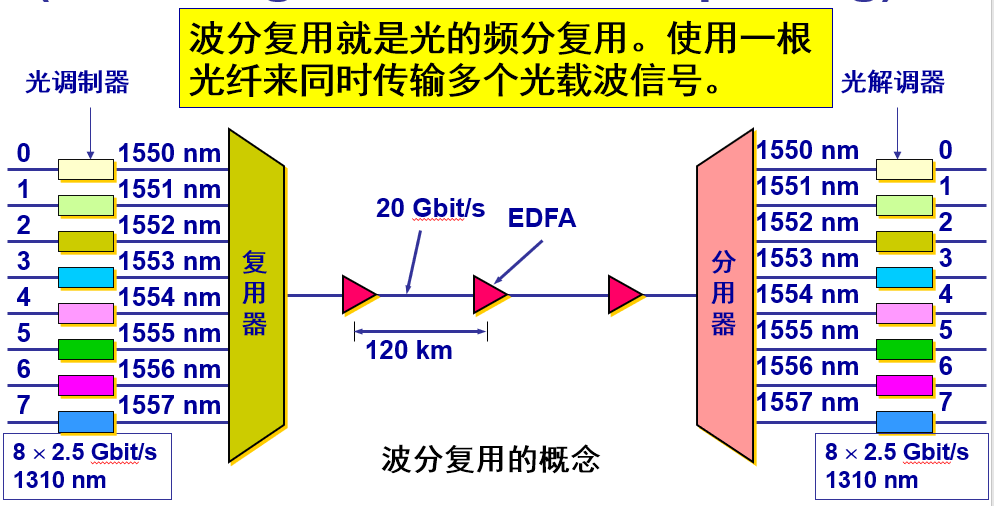 波分复用就是光的频分复用。使用一根
光纤来同时传输多个光载波信号。
光调制器
光解调器
0
1550 nm
1
1551 nm
2
1552 nm
3
1553 nm
4
1554 nm
5
1555 nm
6
1556 nm
7
1557 nm
8 × 2.5 Gbit/s
1310 nm
复
用
器
20 Gbit/s
EDFA
120 km
分
用
器
1550 nm
0
1551 nm
1
1552 nm
2
1553 nm
3
1554 nm
4
1555 nm
5
1556 nm
6
1557 nm
7
8 × 2.5 Gbit/s
1310 nm
波分复用的概念